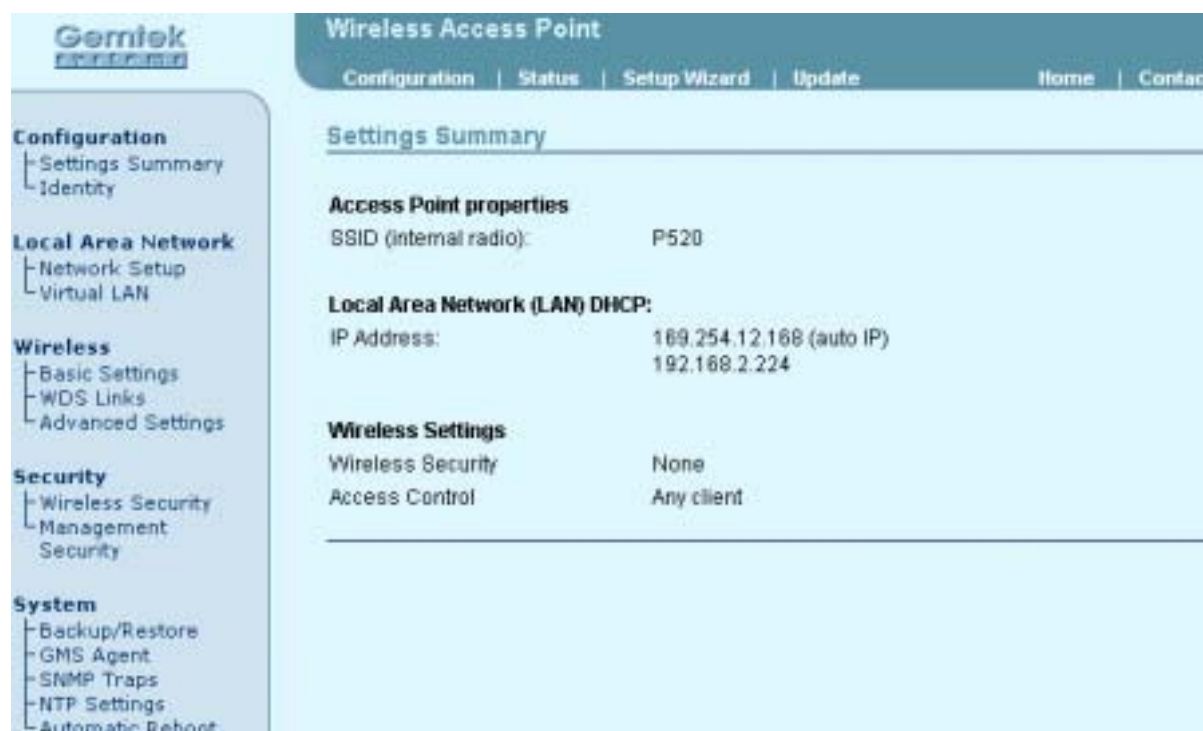 Gemtek
systems
Wireless Access Point
Configuration | Status | Setup Wizard | Update Home | Contac
Configuration
Settings Summary
Identity
Local Area Network
Network Setup
Virtual LAN
Wireless
Basic Settings
WDS Links
Advanced Settings
Security
Wireless Security
Management
Security
System
Backup/Restore
GMS Agent
SNMP Traps
NTP Settings
Automatic Reboot
Settings Summary
Access Point properties
SSID (internal radio): P520
Local Area Network (LAN) DHCP:
IP Address: 169.254.12.168 (auto IP)
192.168.2.224
Wireless Settings
Wireless Security None
Access Control Any client